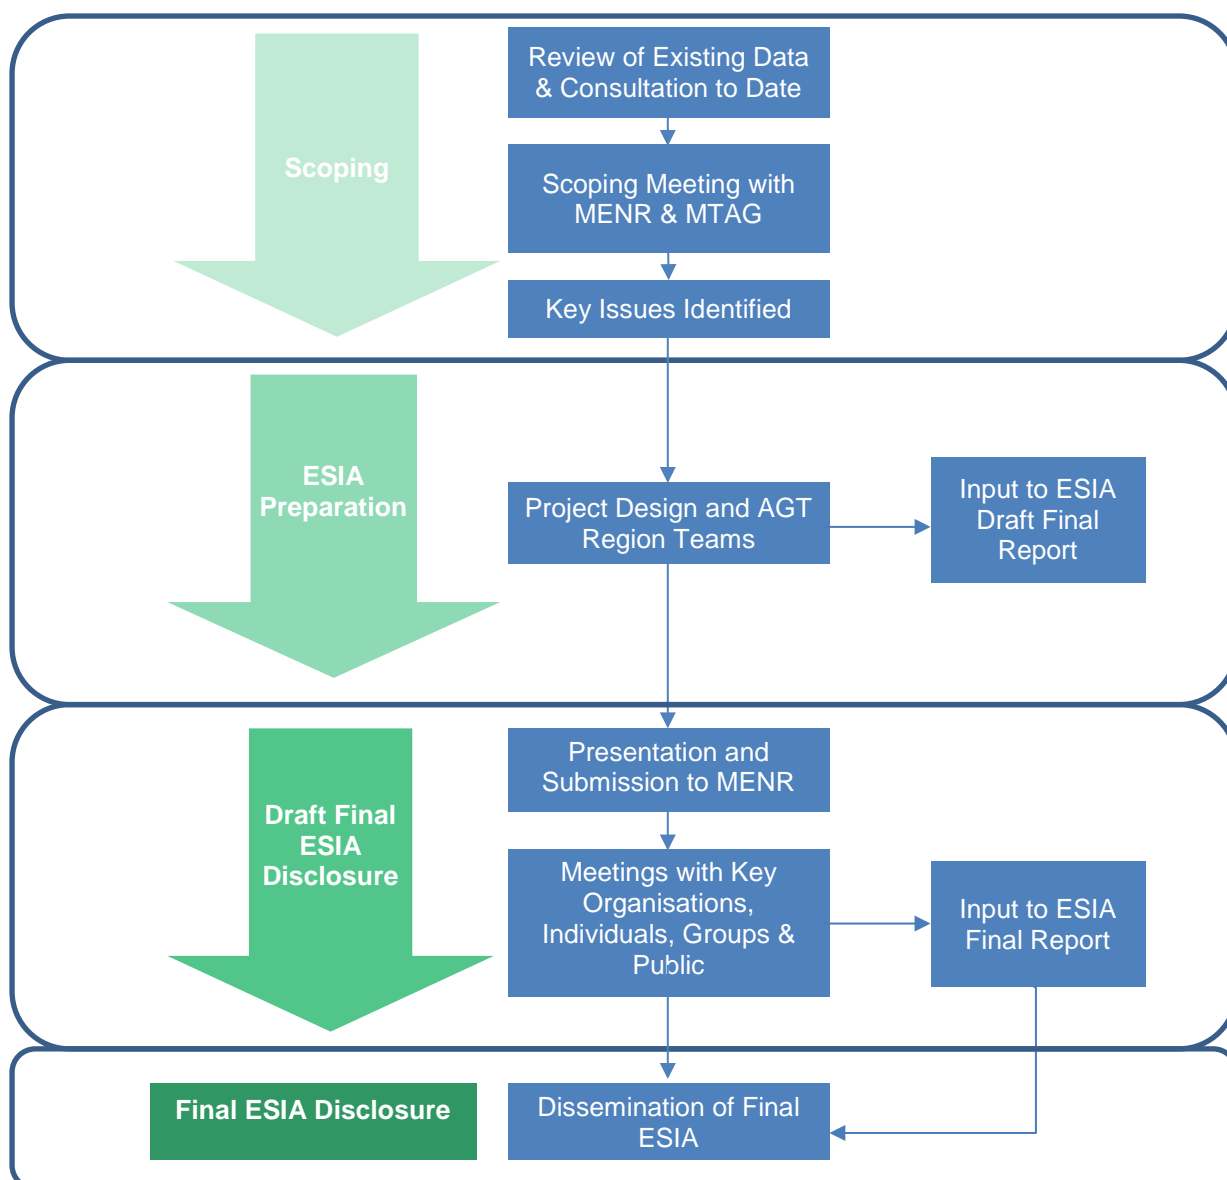 Review of Existing Data
& Consultation to Date
Scoping
Scoping Meeting with
MENR & MTAG
Key Issues Identified
ESIA
Preparation
Project Design and AGT
Region Teams
Input to ESIA
Draft Final
Report
Presentation and
Submission to MENR
Draft Final
ESIA
Disclosure
Meetings with Key
Organisations,
Individuals, Groups &
Public
Input to ESIA
Final Report
Final ESIA Disclosure
Dissemination of Final
ESIA